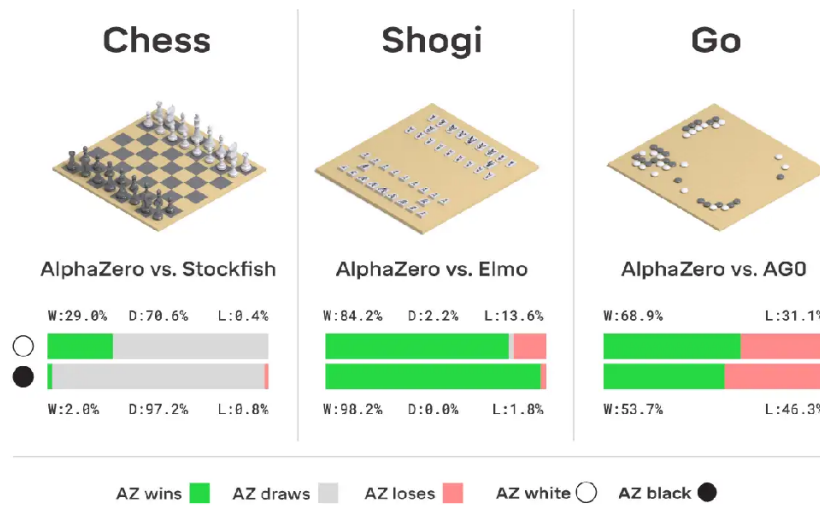 Chess
Shogi
Go
AlphaZero vs. Stockfish
AlphaZero vs. Elmo
AlphaZero vs. AG0
W:29.0% D:70.6% L:0.4%
W:84.2% D:2.2% L:13.6%
W:68.9% L:31.1%
W:2.0% D:97.2% L:0.8%
W:98.2% D:0.0% L:1.8%
W:53.7% L:46.3%
AZ wins AZ draws AZ loses AZ white AZ black